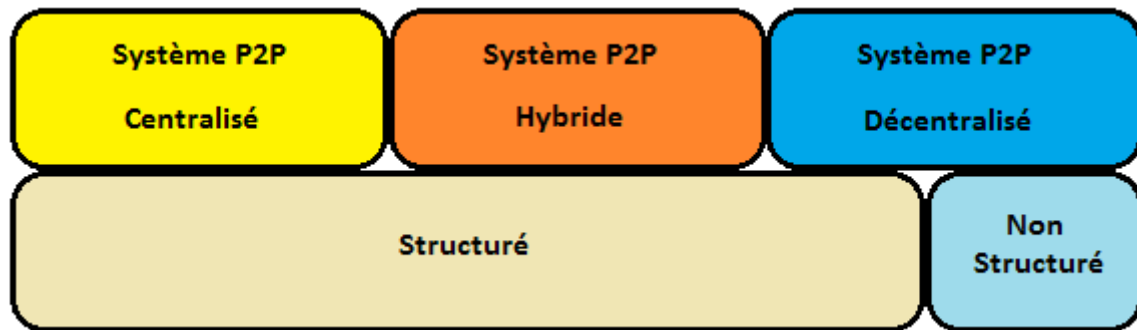 Système P2P
Centralisé
Système P2P
Hybride
Système P2P
Décentralisé
Structuré
Non
Structuré